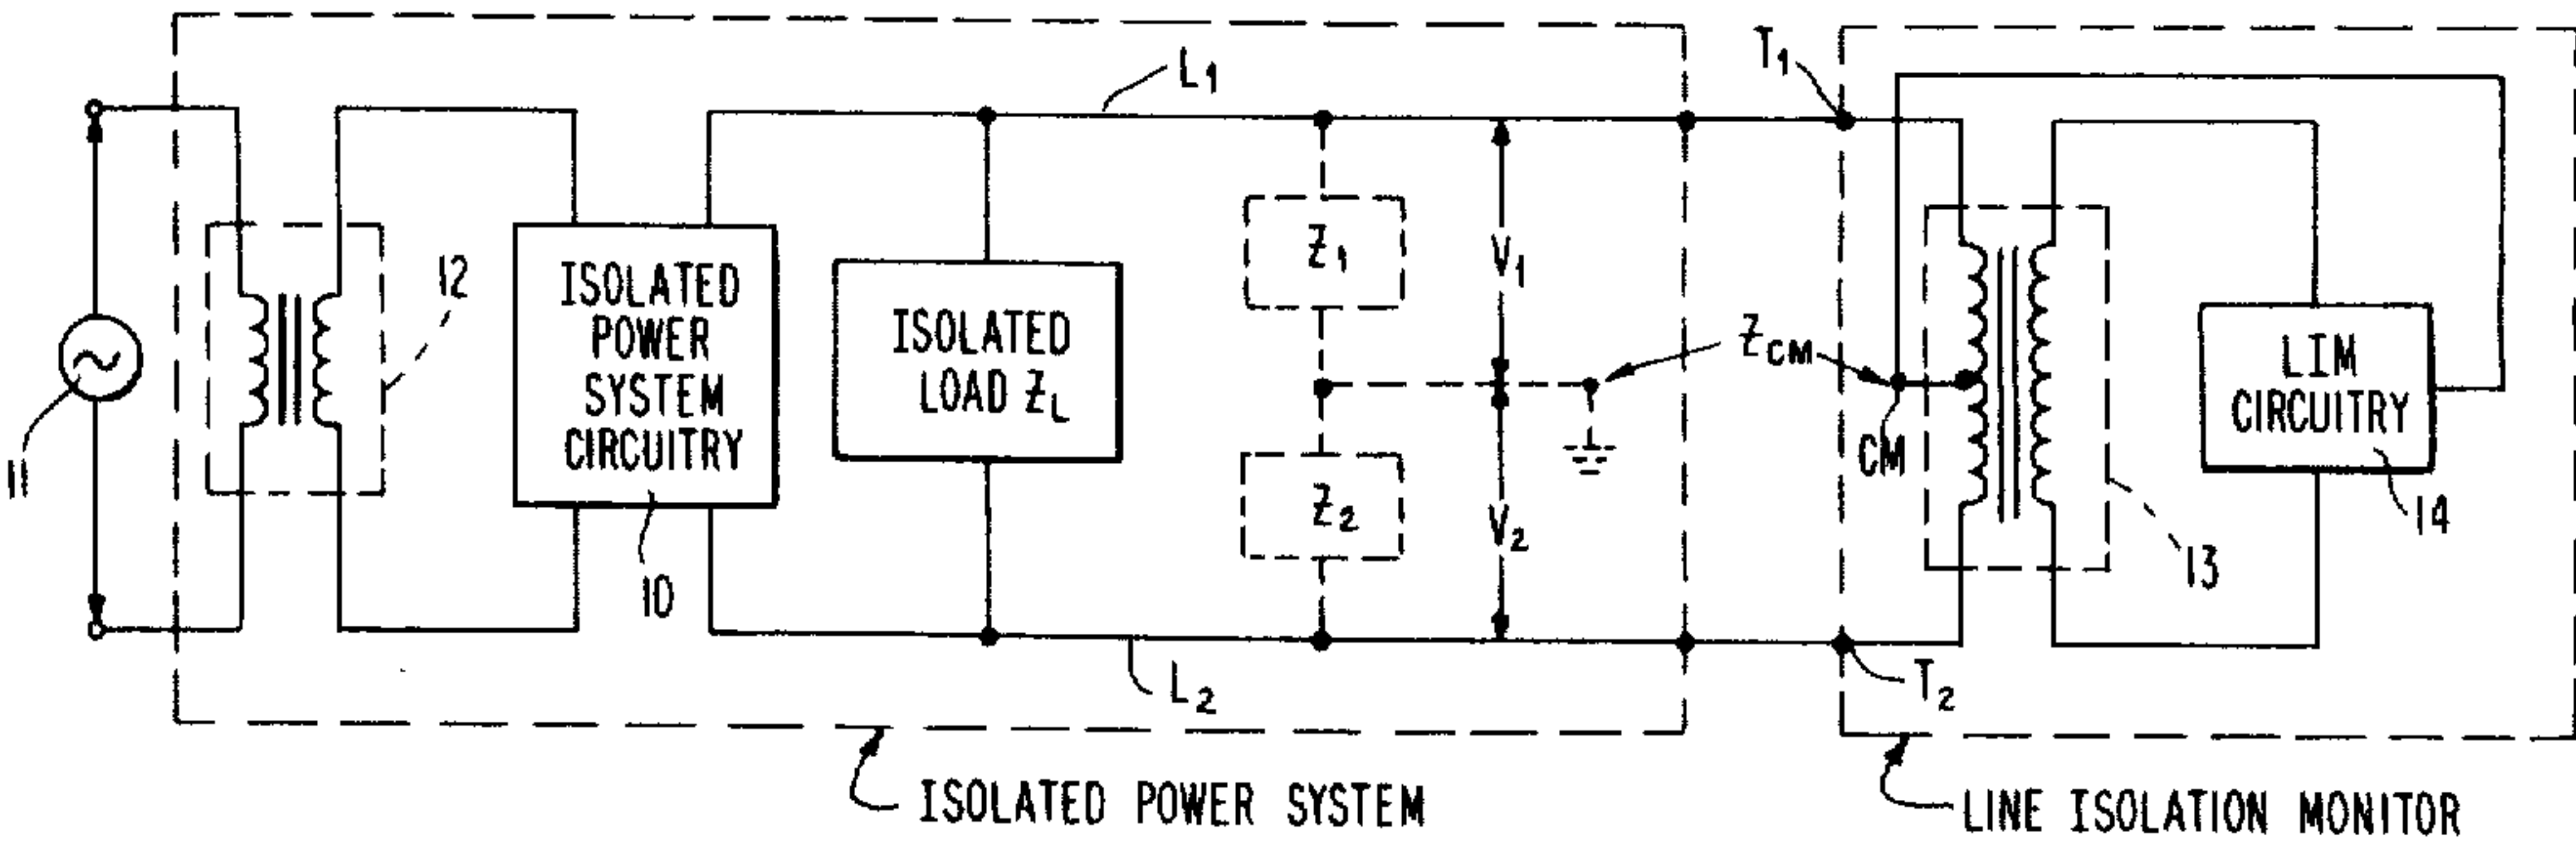 L1
T1
12
ISOLATED
POWER
SYSTEM
CIRCUITRY
10
11
ISOLATED
LOAD ZL
Z1
Z2
V1
V2
ZCM
CM
LIM
CIRCUITRY
14
13
L2
T2
ISOLATED POWER SYSTEM
LINE ISOLATION MONITOR